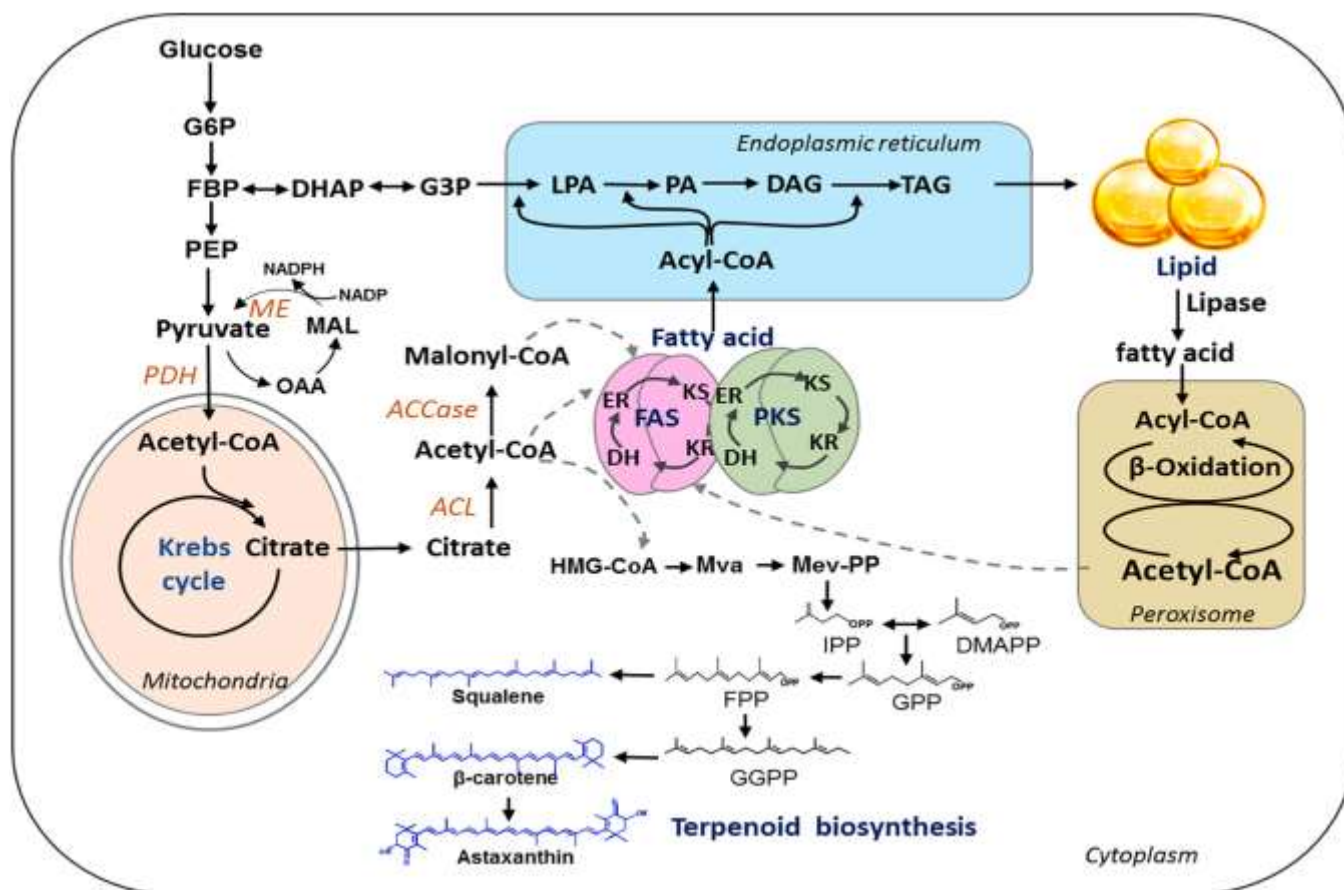 Glucose
G6P
FBP
DHAP
G3P
PEP
NADPH
NADP
ME
Pyruvate
MAL
OAA
PDH
Endoplasmic reticulum
LPA
PA
DAG
TAG
Acyl-CoA
Lipid
Lipase
fatty acid
Acyl-CoA
β-Oxidation
Acetyl-CoA
Peroxisome
Fatty acid
Malonyl-CoA
ACCase
Acetyl-CoA
ACL
Citrate
ER
KS
FAS
KR
DH
ER
KS
PKS
KR
DH
Acetyl-CoA
Krebs
cycle
Citrate
Mitochondria
HMG-CoA
Mva
Mev-PP
OPP
IPP
OPP
DMAPP
OPP
GPP
OPP
FPP
Squalene
GGPP
β-carotene
Astaxanthin
Terpenoid biosynthesis
Cytoplasm